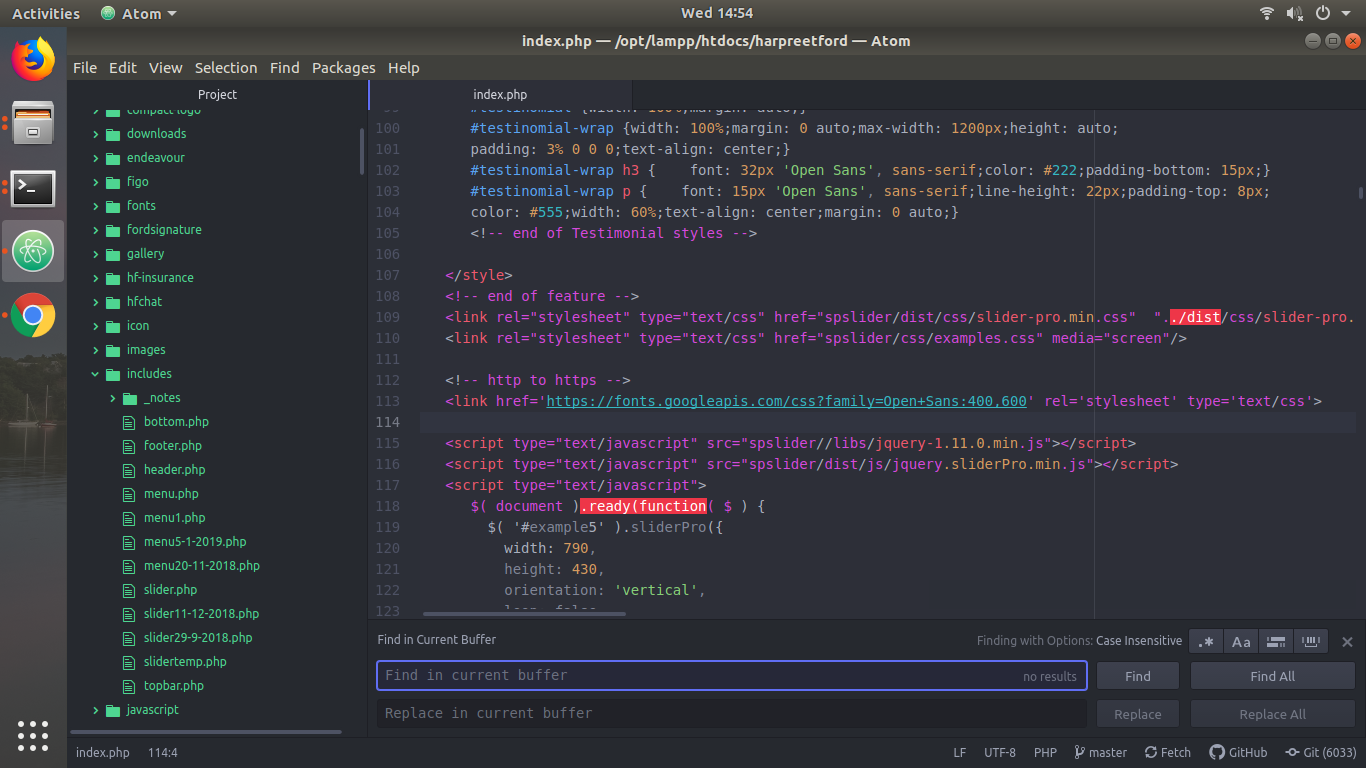 Activities
Atom
Wed 14:54
index.php — /opt/lampp/htdocs/harpreetford — Atom
File Edit View Selection Find Packages Help
Project
compact-logo
downloads
endeavour
figo
fonts
fordsignature
gallery
hf-insurance
hfchat
icon
images
includes
_notes
bottom.php
footer.php
header.php
menu.php
menu1.php
menu5-1-2019.php
menu20-11-2018.php
slider.php
slider11-12-2018.php
slider29-9-2018.php
slidertemp.php
topbar.php
javascript
index.php
99 #testinomial {width: 100%;margin: auto;}
100 #testinomial-wrap {width: 100%;margin: 0 auto;max-width: 1200px;height: auto;
101 padding: 3% 0 0 0;text-align: center;}
102 #testinomial-wrap h3 {    font: 32px 'Open Sans', sans-serif;color: #222;padding-bottom: 15px;}
103 #testinomial-wrap p {    font: 15px 'Open Sans', sans-serif;line-height: 22px;padding-top: 8px;
104 color: #555;width: 60%;text-align: center;margin: 0 auto;}
105 <!-- end of Testimonial styles -->
106
107 </style>
108 <!-- end of feature -->
109 <link rel="stylesheet" type="text/css" href="spslider/dist/css/slider-pro.min.css"  "../dist/css/slider-pro.
110 <link rel="stylesheet" type="text/css" href="spslider/css/examples.css" media="screen"/>
111
112 <!-- http to https -->
113 <link href='https://fonts.googleapis.com/css?family=Open+Sans:400,600' rel='stylesheet' type='text/css'>
114
115 <script type="text/javascript" src="spslider//libs/jquery-1.11.0.min.js"></script>
116 <script type="text/javascript" src="spslider/dist/js/jquery.sliderPro.min.js"></script>
117 <script type="text/javascript">
118 $( document ).ready(function( $ ) {
119 $( '#example5' ).sliderPro({
120 width: 790,
121 height: 430,
122 orientation: 'vertical',
123 loop: false,
Find in Current Buffer
Finding with Options: Case Insensitive
.* Aa
Find in current buffer
no results
Find
Find All
Replace in current buffer
Replace
Replace All
index.php 114:4
LF UTF-8 PHP master Fetch GitHub Git (6033)